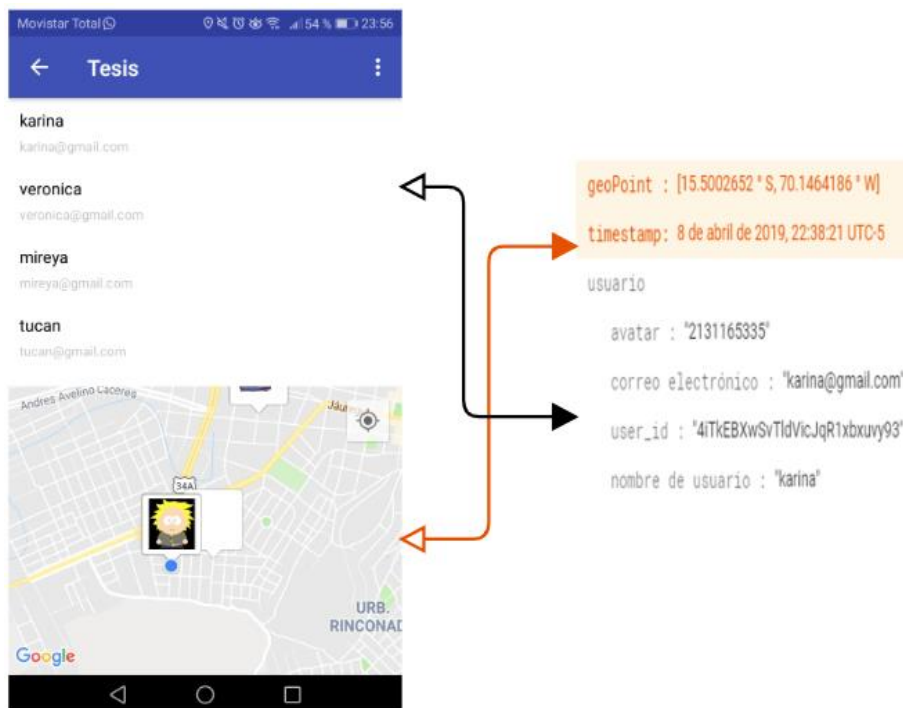 Movistar Total 54 % 23:56
Tesis
karina
karina@gmail.com
veronica
veronica@gmail.com
mireya
mireya@gmail.com
tucan
tucan@gmail.com
Andres Avelino Caceres
34A
URB.
RINCONAD
Google
geoPoint : [15.5002652 ° S, 70.1464186 ° W]
timestamp: 8 de abril de 2019, 22:38:21 UTC-5
usuario
avatar : "2131165335"
correo electrónico : "karina@gmail.com"
user_id : "4iTkEBXwSvTldVicJqR1xbxuvy93"
nombre de usuario : "karina"